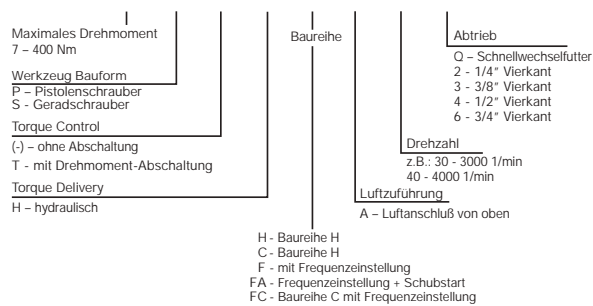 Maximales Drehmoment
7 – 400 Nm
Werkzeug Bauform
P – Pistolenschrauber
S - Geradschrauber
Torque Control
(-) – ohne Abschaltung
T - mit Drehmoment-Abschaltung
Torque Delivery
H – hydraulisch
Baureihe
H - Baureihe H
C - Baureihe H
F - mit Frequenzeinstellung
FA - Frequenzeinstellung + Schubstart
FC - Baureihe C mit Frequenzeinstellung
Abtrieb
Q – Schnellwechselfutter
2 - 1/4″ Vierkant
3 - 3/8″ Vierkant
4 - 1/2″ Vierkant
6 - 3/4″ Vierkant
Drehzahl
z.B.: 30 - 3000 1/min
40 - 4000 1/min
Luftzuführung
A – Luftanschluß von oben